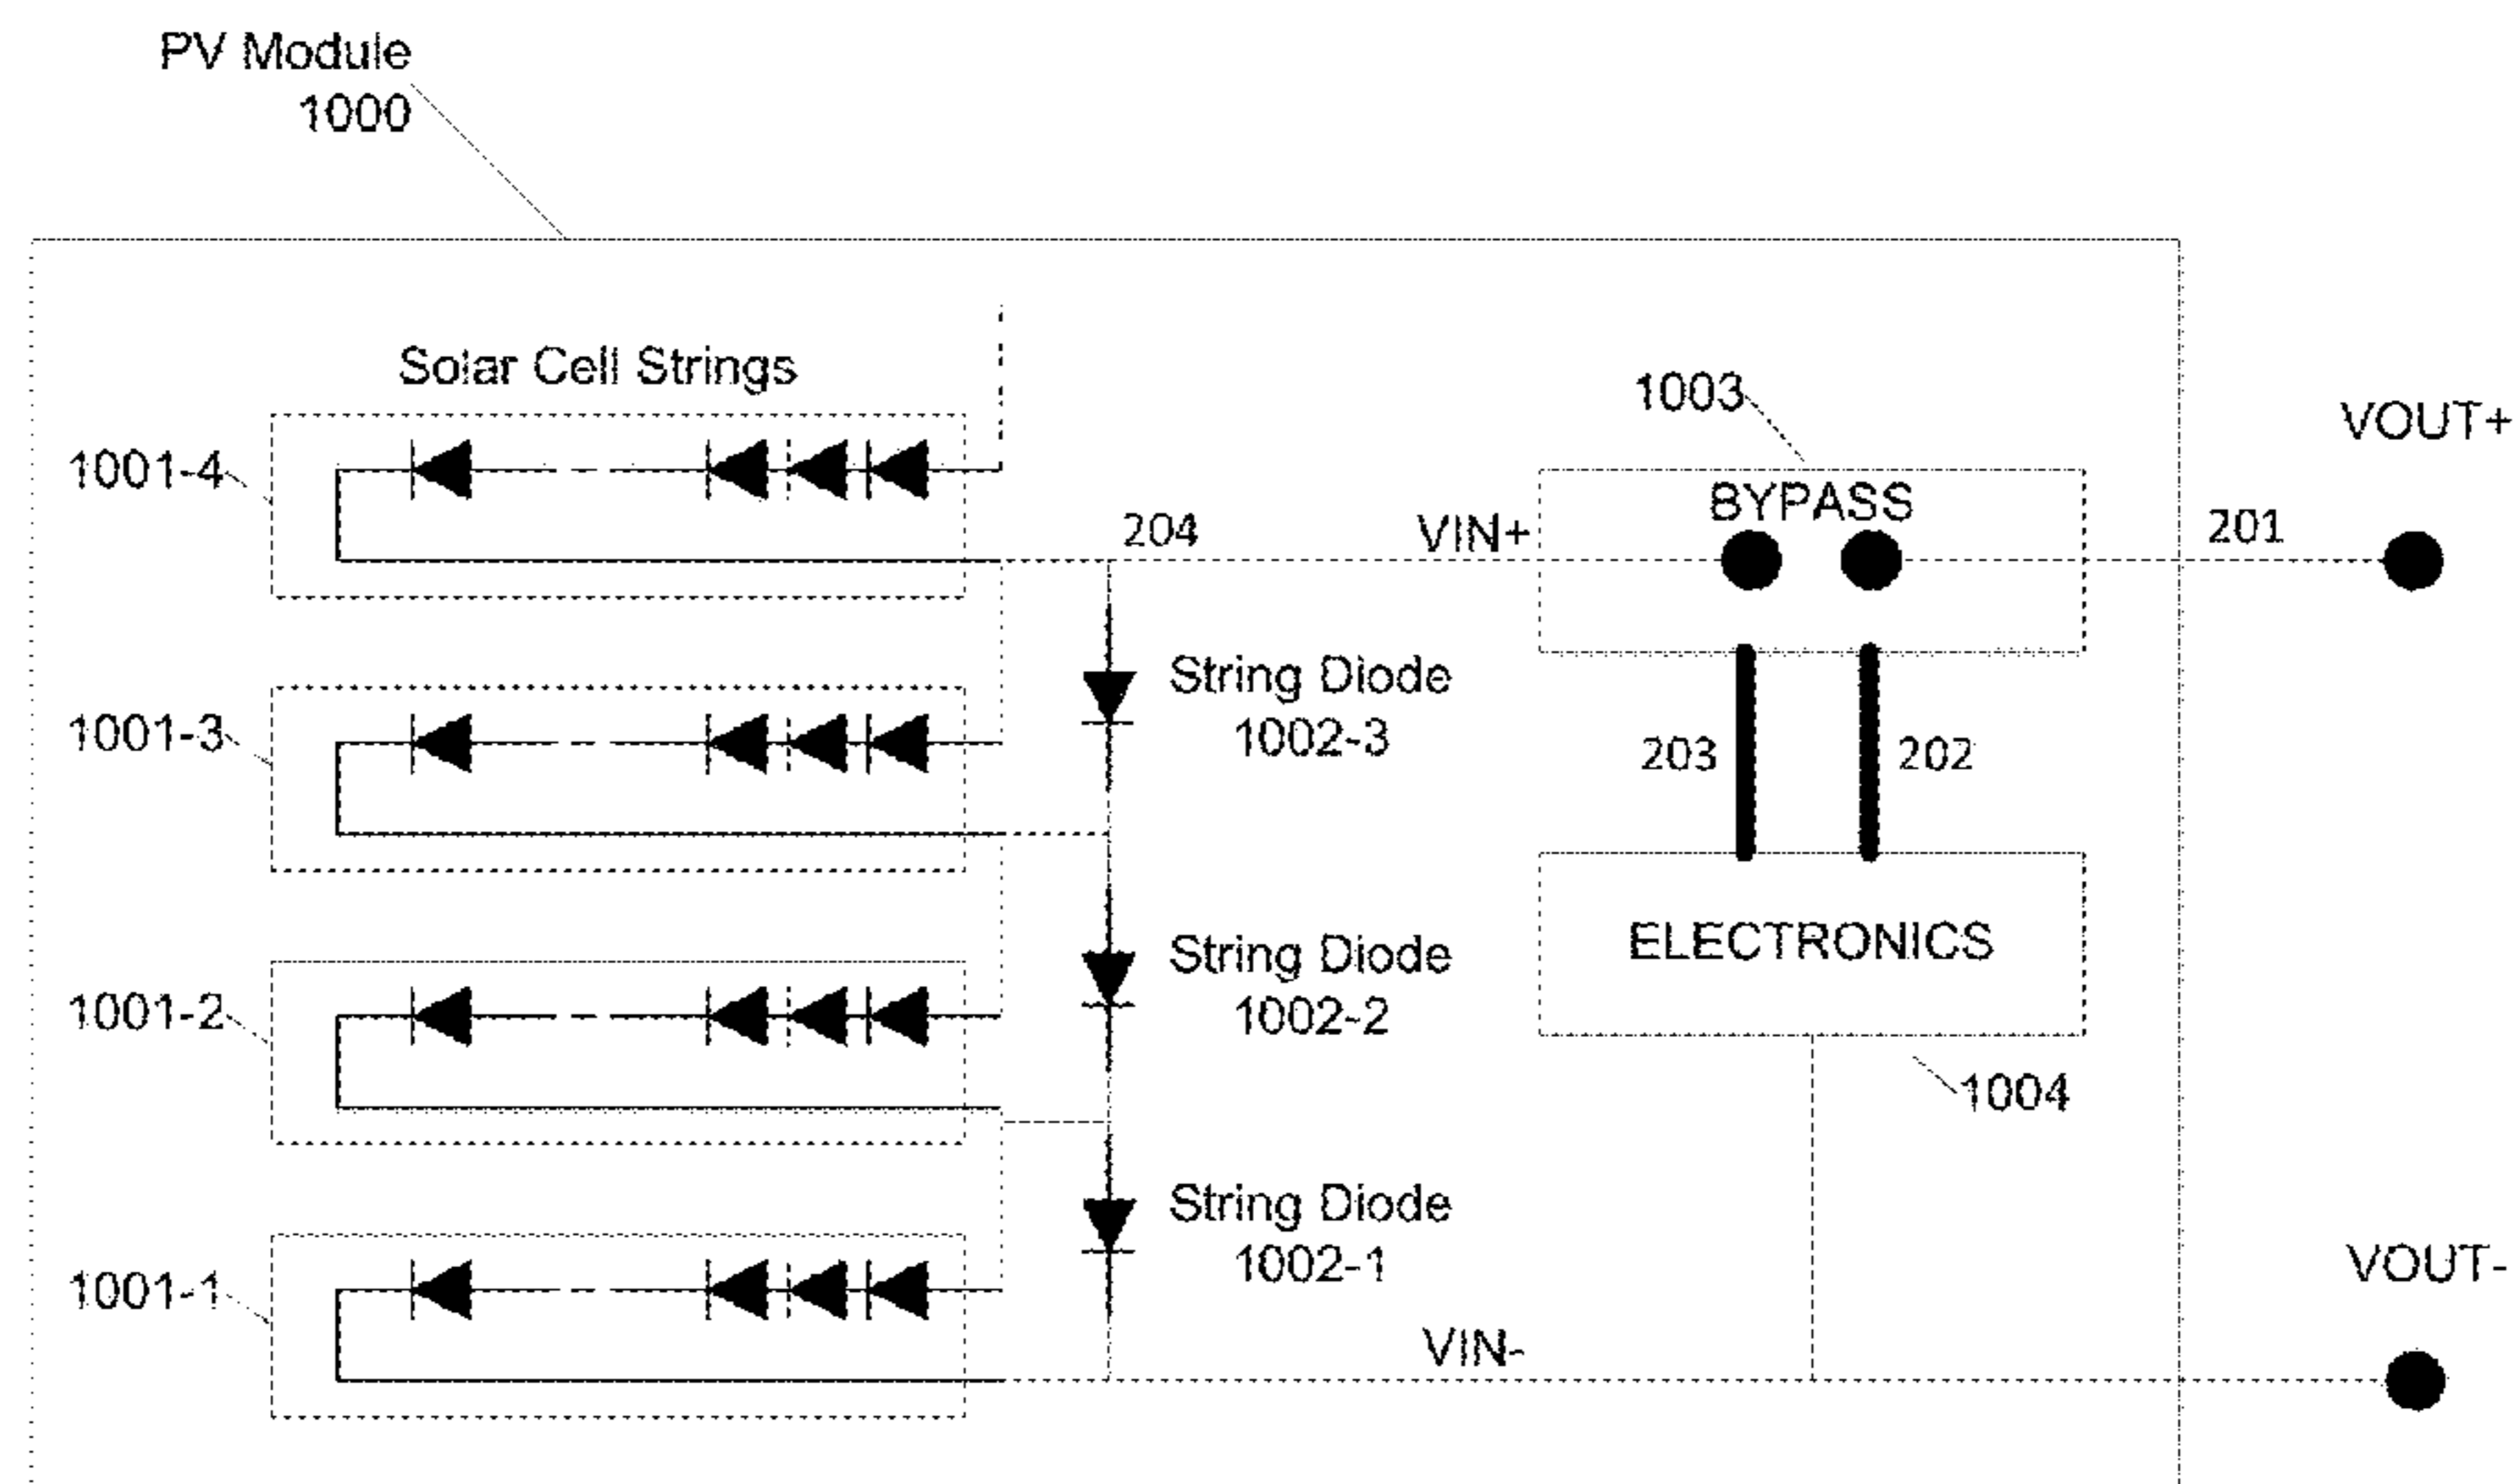 PV Module
1000
Solar Cell Strings
1003
VOUT+
1001-4
BYPASS
204
VIN+
201
String Diode
1002-3
1001-3
203
202
String Diode
1002-2
ELECTRONICS
1001-2
1004
String Diode
1002-1
1001-1
VOUT-
VIN-